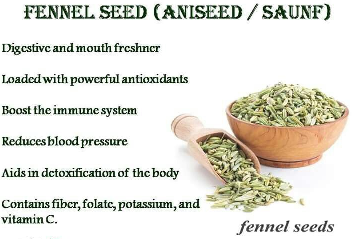 FENNEL SEED (ANISEED / SAUNF)
Digestive and mouth freshner
Loaded with powerful antioxidants
Boost the immune system
Reduces blood pressure
Aids in detoxification of the body
Contains fiber, folate, potassium, and
vitamin C.
fennel seeds